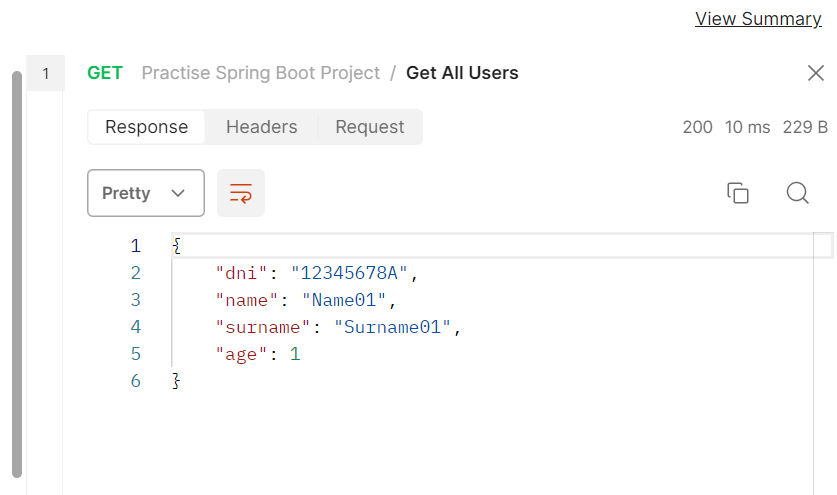 View Summary
1 GET Practise Spring Boot Project / Get All Users
Response Headers Request 200 10 ms 229 B
Pretty
1 {
2 "dni": "12345678A",
3 "name": "Name01",
4 "surname": "Surname01",
5 "age": 1
6 }